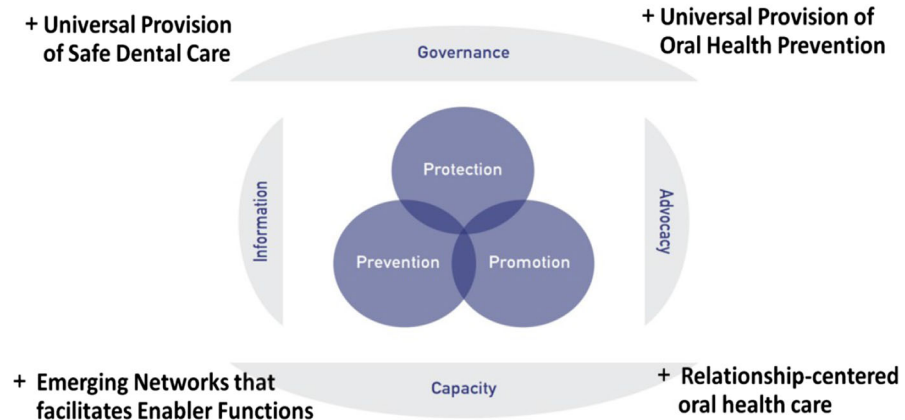 + Universal Provision
of Safe Dental Care
+ Universal Provision of
Oral Health Prevention
Governance
Protection
Information
Advocacy
Prevention
Promotion
+ Emerging Networks that
facilitates Enabler Functions
Capacity
+ Relationship-centered
oral health care